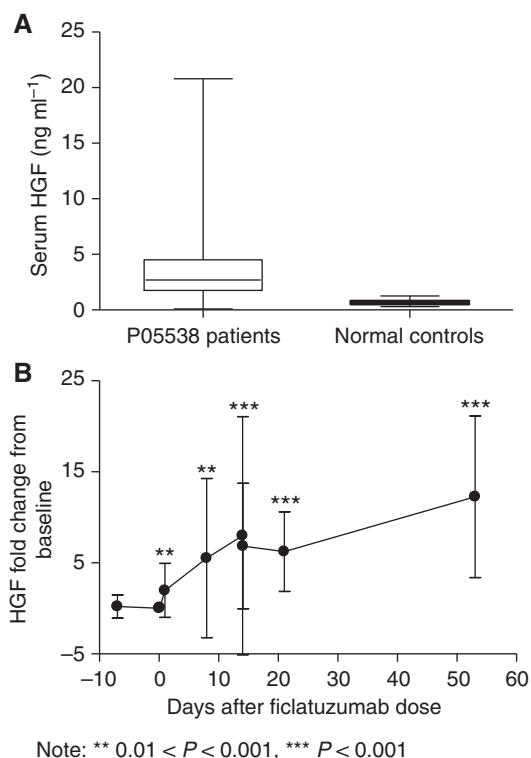 A
25
20
15
10
5
0
Serum HGF (ng ml⁻¹)
P05538 patients Normal controls
B
25
15
5
–5
HGF fold change from
baseline
** ** *** *** ***
–10 0 10 20 30 40 50 60
Days after ficlatuzumab dose
Note: ** 0.01 < P < 0.001, *** P < 0.001